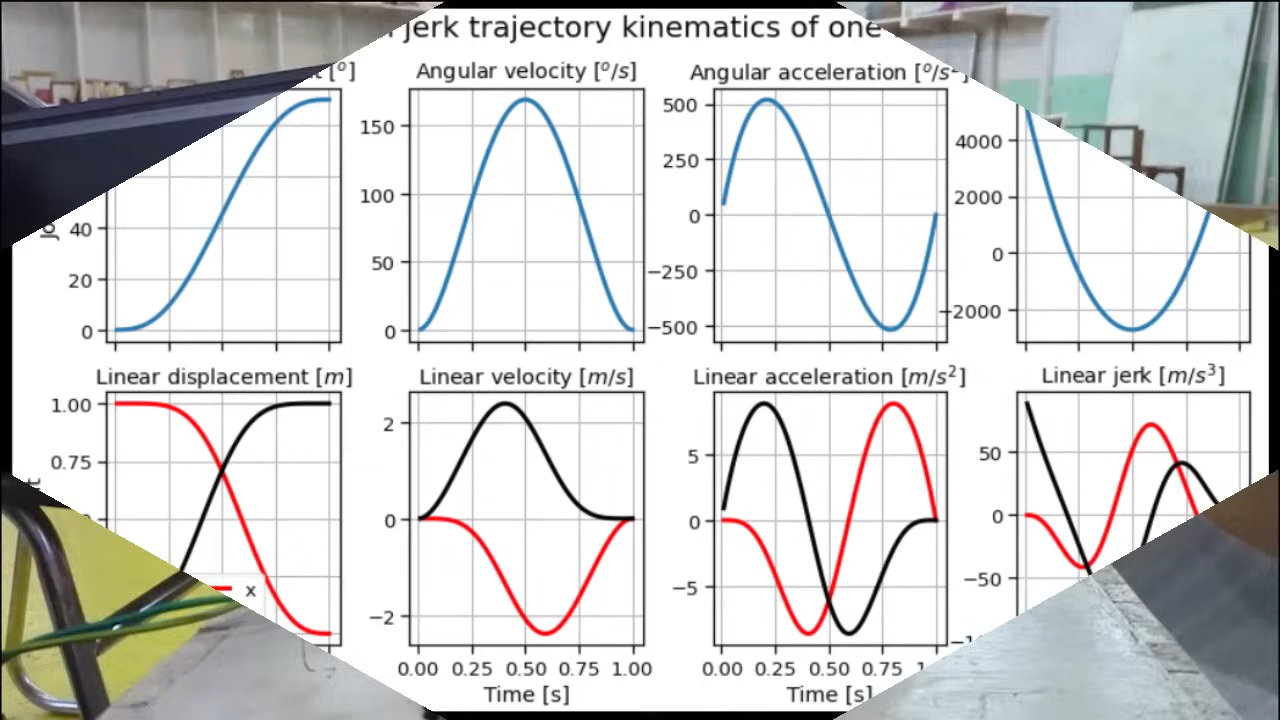 jerk trajectory kinematics of one
[°] Angular velocity [°/s] Angular acceleration [°/s²]
150 500 4000
250 2000
40 100 0 0
20 50 −250 −2000
0 0 −500
Linear displacement [m] Linear velocity [m/s] Linear acceleration [m/s²] Linear jerk [m/s³]
1.00 2 5 50
0.75 0 0 0
x −2 −5 −50
0.00 0.25 0.50 0.75 1.00 0.00 0.25 0.50 0.75
Time [s] Time [s]